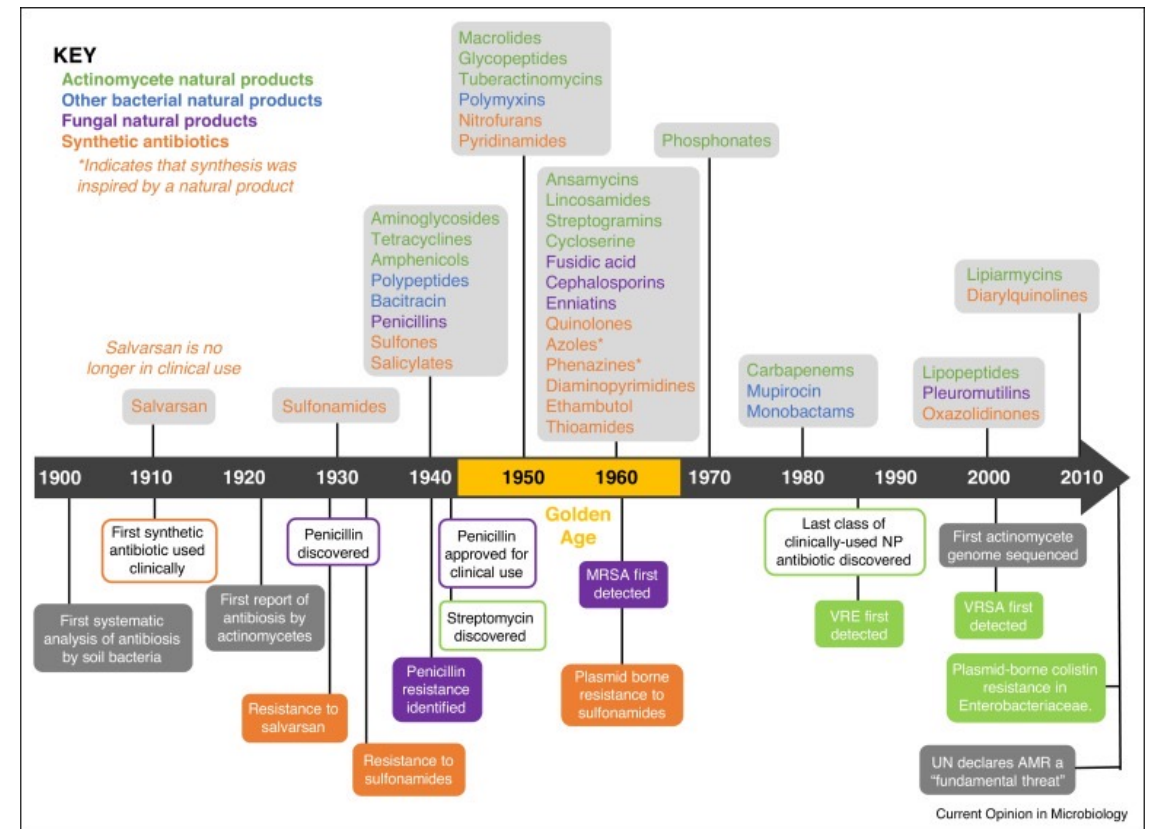 KEY
Actinomycete natural products
Other bacterial natural products
Fungal natural products
Synthetic antibiotics
*Indicates that synthesis was
inspired by a natural product
Salvarsan is no
longer in clinical use
Salvarsan
Sulfonamides
Aminoglycosides
Tetracyclines
Amphenicols
Polypeptides
Bacitracin
Penicillins
Sulfones
Salicylates
Macrolides
Glycopeptides
Tuberactinomycins
Polymyxins
Nitrofurans
Pyridinamides
Ansamycins
Lincosamides
Streptogramins
Cycloserine
Fusidic acid
Cephalosporins
Enniatins
Quinolones
Azoles*
Phenazines*
Diaminopyrimidines
Ethambutol
Thioamides
Phosphonates
Carbapenems
Mupirocin
Monobactams
Lipopeptides
Pleuromutilins
Oxazolidinones
Lipiarmycins
Diarylquinolines
1900 1910 1920 1930 1940 1950 1960 1970 1980 1990 2000 2010
Golden
Age
First systematic
analysis of antibiosis
by soil bacteria
First synthetic
antibiotic used
clinically
First report of
antibiosis by
actinomycetes
Penicillin
discovered
Resistance to
salvarsan
Resistance to
sulfonamides
Penicillin
resistance
identified
Penicillin
approved for
clinical use
Streptomycin
discovered
MRSA first
detected
Plasmid borne
resistance to
sulfonamides
Last class of
clinically-used NP
antibiotic discovered
VRE first
detected
First actinomycete
genome sequenced
VRSA first
detected
Plasmid-borne colistin
resistance in
Enterobacteriaceae.
UN declares AMR a
“fundamental threat”
Current Opinion in Microbiology